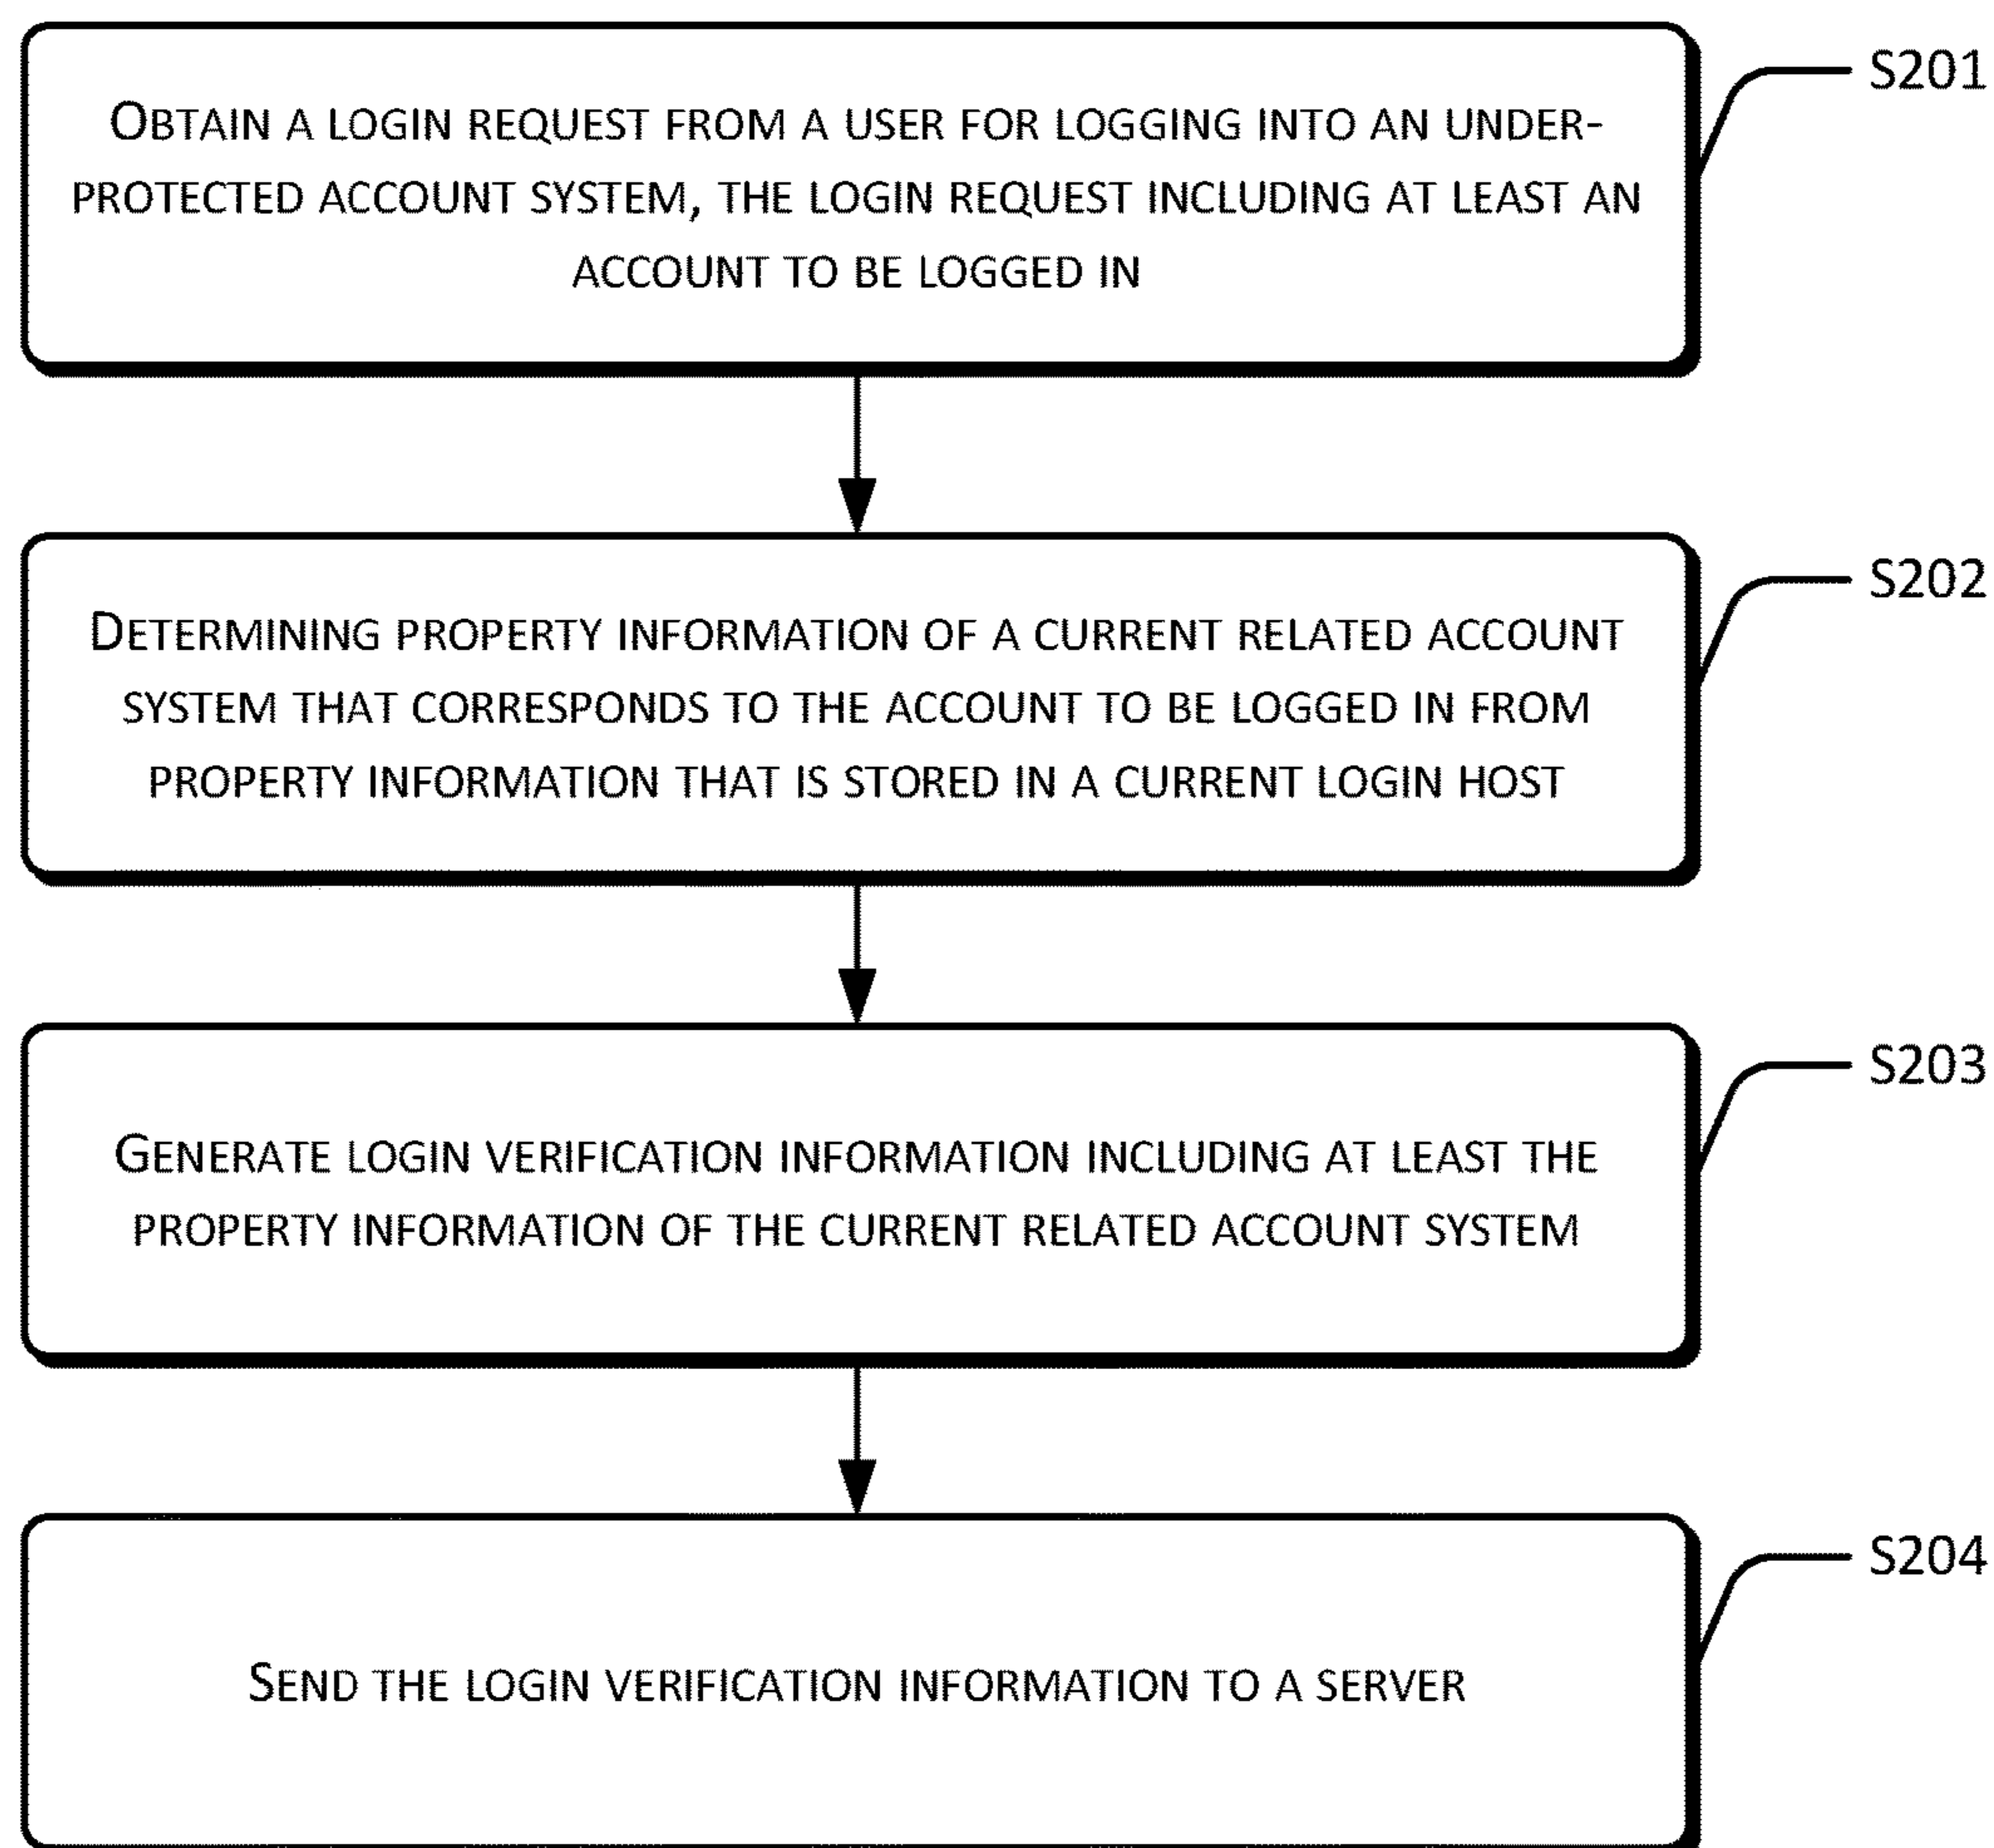 OBTAIN A LOGIN REQUEST FROM A USER FOR LOGGING INTO AN UNDER-
PROTECTED ACCOUNT SYSTEM, THE LOGIN REQUEST INCLUDING AT LEAST AN
ACCOUNT TO BE LOGGED IN
S201
DETERMINING PROPERTY INFORMATION OF A CURRENT RELATED ACCOUNT
SYSTEM THAT CORRESPONDS TO THE ACCOUNT TO BE LOGGED IN FROM
PROPERTY INFORMATION THAT IS STORED IN A CURRENT LOGIN HOST
S202
GENERATE LOGIN VERIFICATION INFORMATION INCLUDING AT LEAST THE
PROPERTY INFORMATION OF THE CURRENT RELATED ACCOUNT SYSTEM
S203
SEND THE LOGIN VERIFICATION INFORMATION TO A SERVER
S204